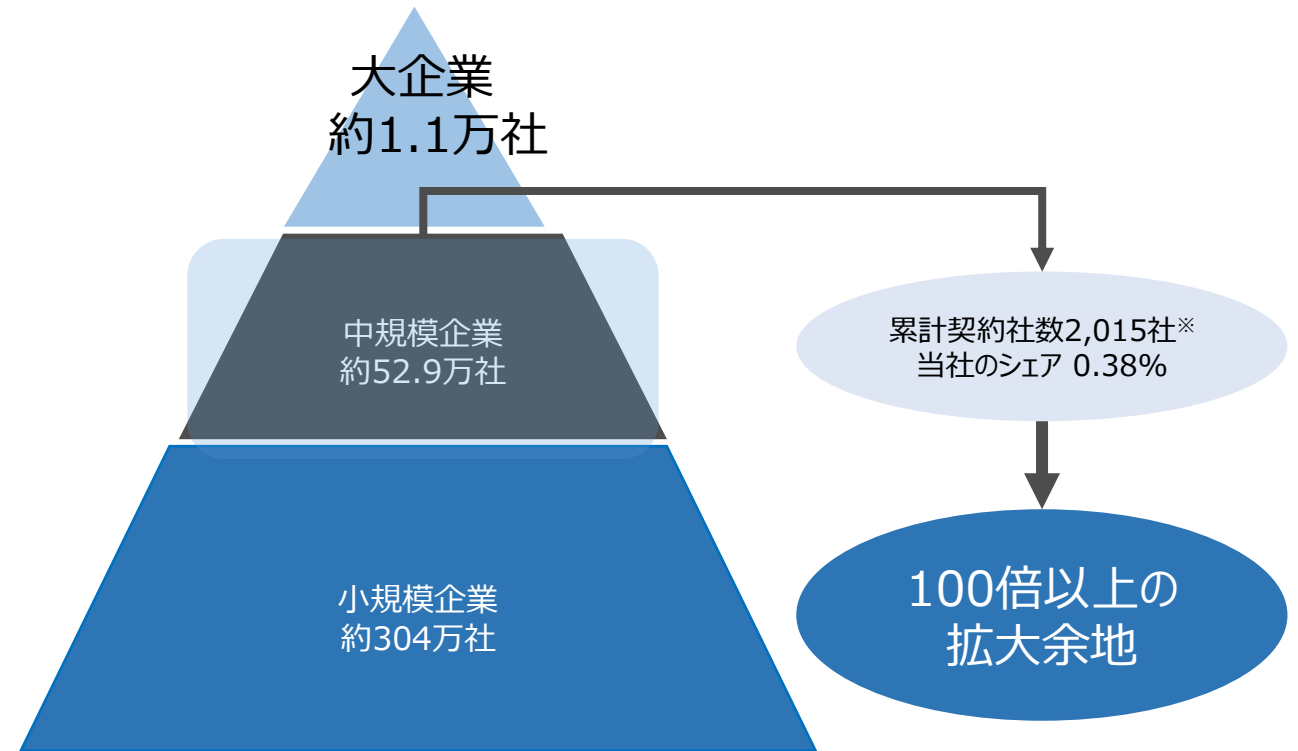 大企業
約1.1万社
中規模企業
約52.9万社
累計契約社数2,015社※
当社のシェア 0.38%
小規模企業
約304万社
100倍以上の
拡大余地